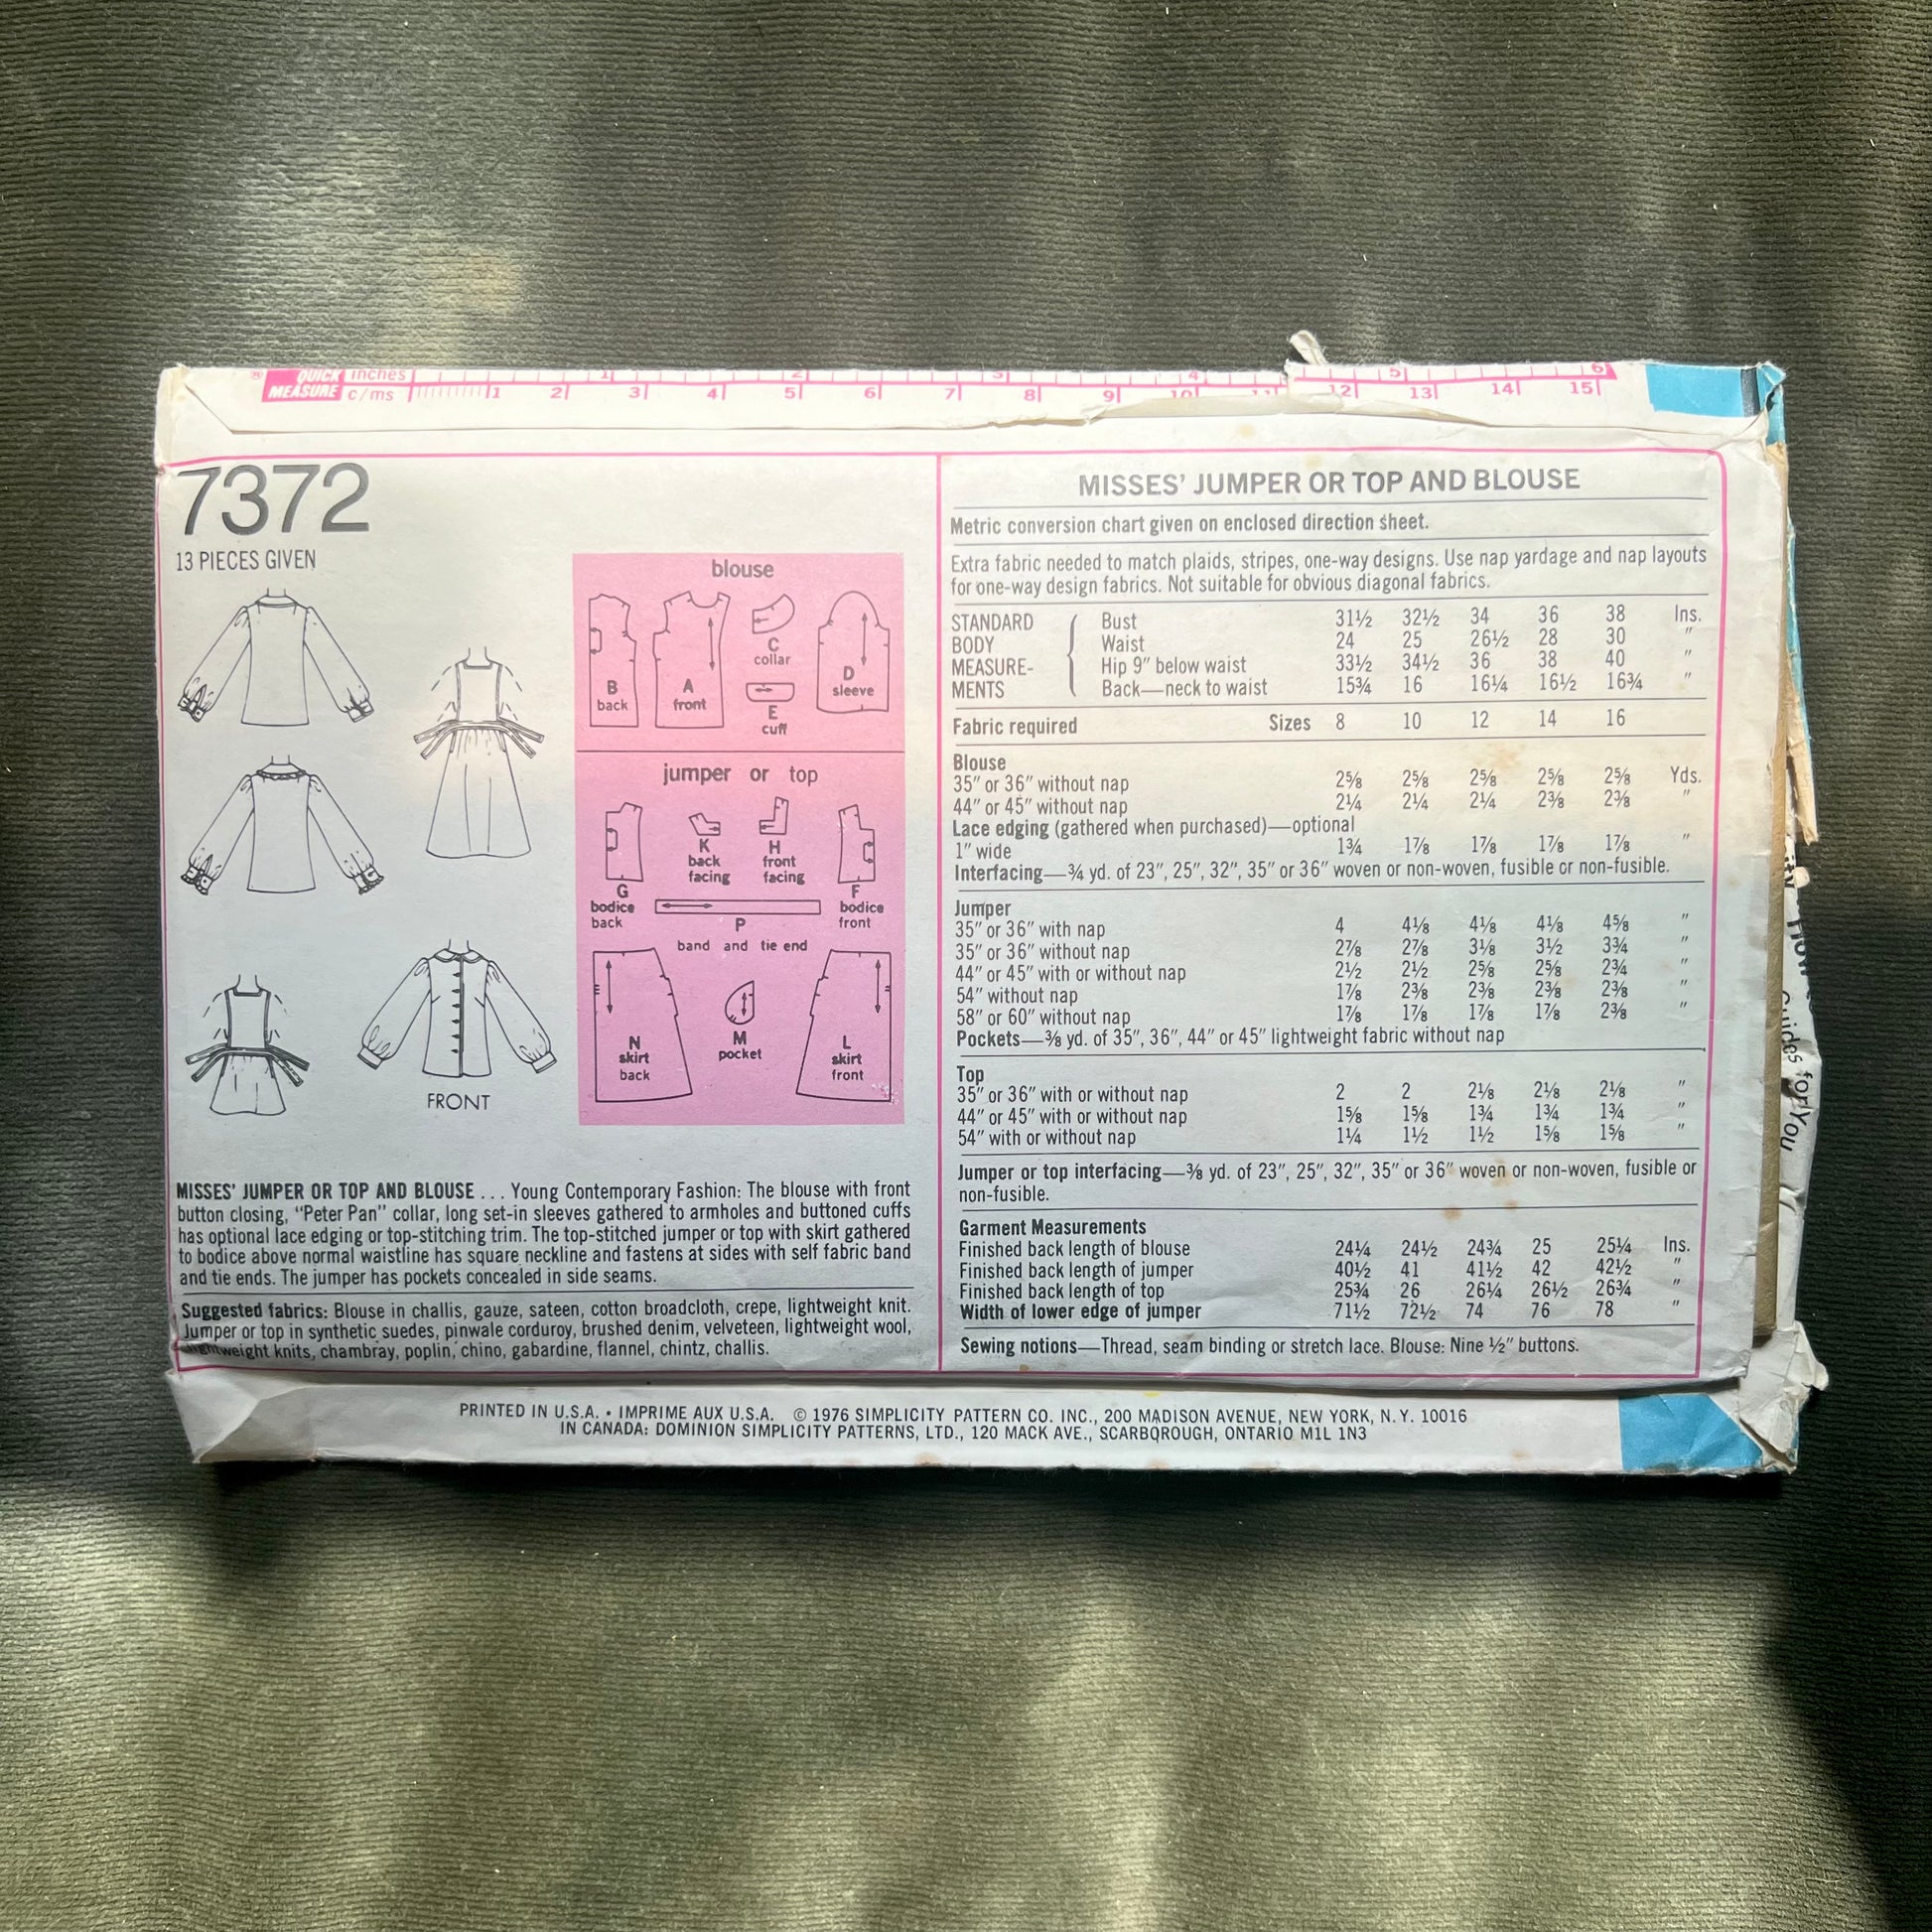 ® QUICK inches 1 2 3 4 5 6
MEASURE c/ms 1 2 3 4 5 6 7 8 9 10 11 12 13 14 15
7372
13 PIECES GIVEN
FRONT
blouse
B
back
A
front
C
collar
D
sleeve
E
cuff
jumper or top
G
bodice
back
K
back
facing
H
front
facing
F
bodice
front
P
band and tie end
N
skirt
back
M
pocket
L
skirt
front
MISSES' JUMPER OR TOP AND BLOUSE ... Young Contemporary Fashion: The blouse with front
button closing, "Peter Pan" collar, long set-in sleeves gathered to armholes and buttoned cuffs
has optional lace edging or top-stitching trim. The top-stitched jumper or top with skirt gathered
to bodice above normal waistline has square neckline and fastens at sides with self fabric band
and tie ends. The jumper has pockets concealed in side seams.
Suggested fabrics: Blouse in challis, gauze, sateen, cotton broadcloth, crepe, lightweight knit.
Jumper or top in synthetic suedes, pinwale corduroy, brushed denim, velveteen, lightweight wool,
lightweight knits, chambray, poplin, chino, gabardine, flannel, chintz, challis.
MISSES' JUMPER OR TOP AND BLOUSE
Metric conversion chart given on enclosed direction sheet.
Extra fabric needed to match plaids, stripes, one-way designs. Use nap yardage and nap layouts
for one-way design fabrics. Not suitable for obvious diagonal fabrics.
STANDARD Bust 31½ 32½ 34 36 38 Ins.
BODY Waist 24 25 26½ 28 30 "
MEASURE- Hip 9" below waist 33½ 34½ 36 38 40 "
MENTS Back—neck to waist 15¾ 16 16¼ 16½ 16¾ "
Fabric required Sizes 8 10 12 14 16
Blouse
35" or 36" without nap 2⅝ 2⅝ 2⅝ 2⅝ 2⅝ Yds.
44" or 45" without nap 2¼ 2¼ 2¼ 2⅜ 2⅜ "
Lace edging (gathered when purchased)—optional
1" wide 1¾ 1⅞ 1⅞ 1⅞ 1⅞ "
Interfacing—¾ yd. of 23", 25", 32", 35" or 36" woven or non-woven, fusible or non-fusible.
Jumper
35" or 36" with nap 4 4⅛ 4⅛ 4⅛ 4⅝ "
35" or 36" without nap 2⅞ 2⅞ 3⅛ 3½ 3¾ "
44" or 45" with or without nap 2½ 2½ 2⅝ 2⅝ 2¾ "
54" without nap 1⅞ 2⅜ 2⅜ 2⅜ 2⅜ "
58" or 60" without nap 1⅞ 1⅞ 1⅞ 1⅞ 2⅜ "
Pockets—⅜ yd. of 35", 36", 44" or 45" lightweight fabric without nap
Top
35" or 36" with or without nap 2 2 2⅛ 2⅛ 2⅛ "
44" or 45" with or without nap 1⅝ 1⅝ 1¾ 1¾ 1¾ "
54" with or without nap 1¼ 1½ 1½ 1⅝ 1⅝ "
Jumper or top interfacing—⅜ yd. of 23", 25", 32", 35" or 36" woven or non-woven, fusible or
non-fusible.
Garment Measurements
Finished back length of blouse 24¼ 24½ 24¾ 25 25¼ Ins.
Finished back length of jumper 40½ 41 41½ 42 42½ "
Finished back length of top 25¾ 26 26¼ 26½ 26¾ "
Width of lower edge of jumper 71½ 72½ 74 76 78 "
Sewing notions—Thread, seam binding or stretch lace. Blouse: Nine ½" buttons.
PRINTED IN U.S.A. • IMPRIME AUX U.S.A. © 1976 SIMPLICITY PATTERN CO. INC., 200 MADISON AVENUE, NEW YORK, N.Y. 10016
IN CANADA: DOMINION SIMPLICITY PATTERNS, LTD., 120 MACK AVE., SCARBOROUGH, ONTARIO M1L 1N3
Guides for You